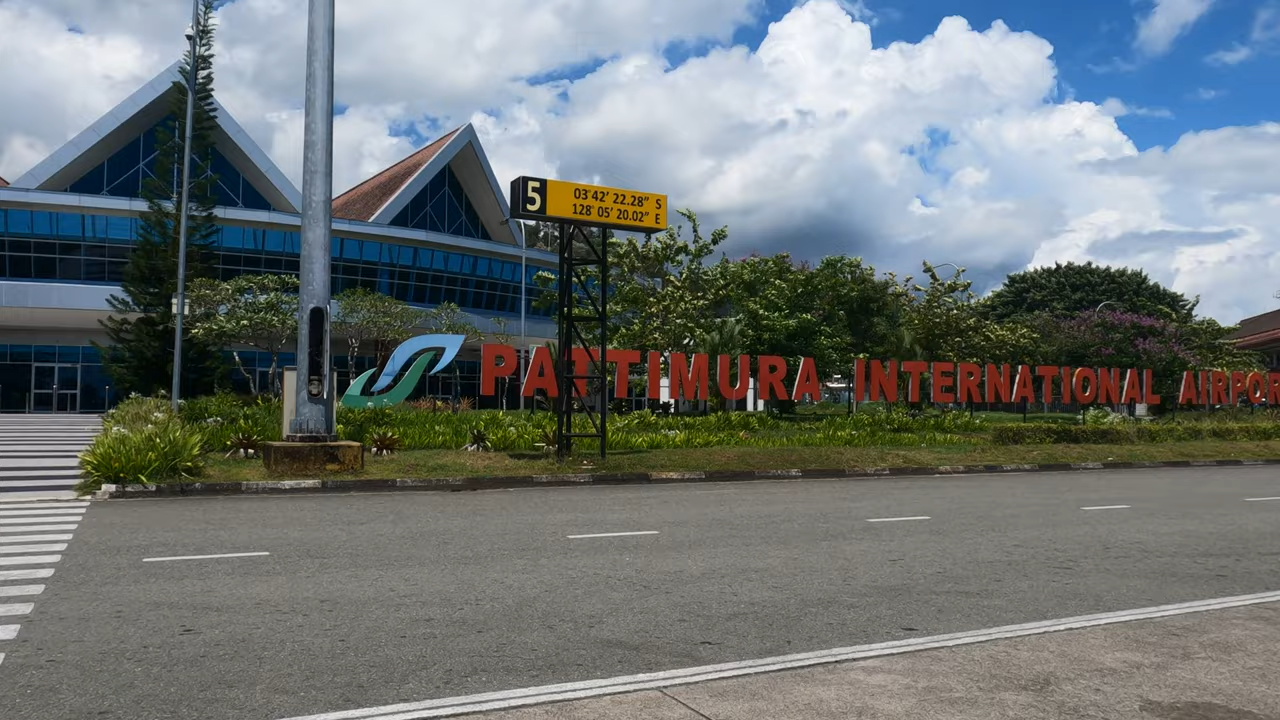 5
03°42' 22.28" S
128° 05' 20.02" E
PATTIMURA INTERNATIONAL AIRPOR